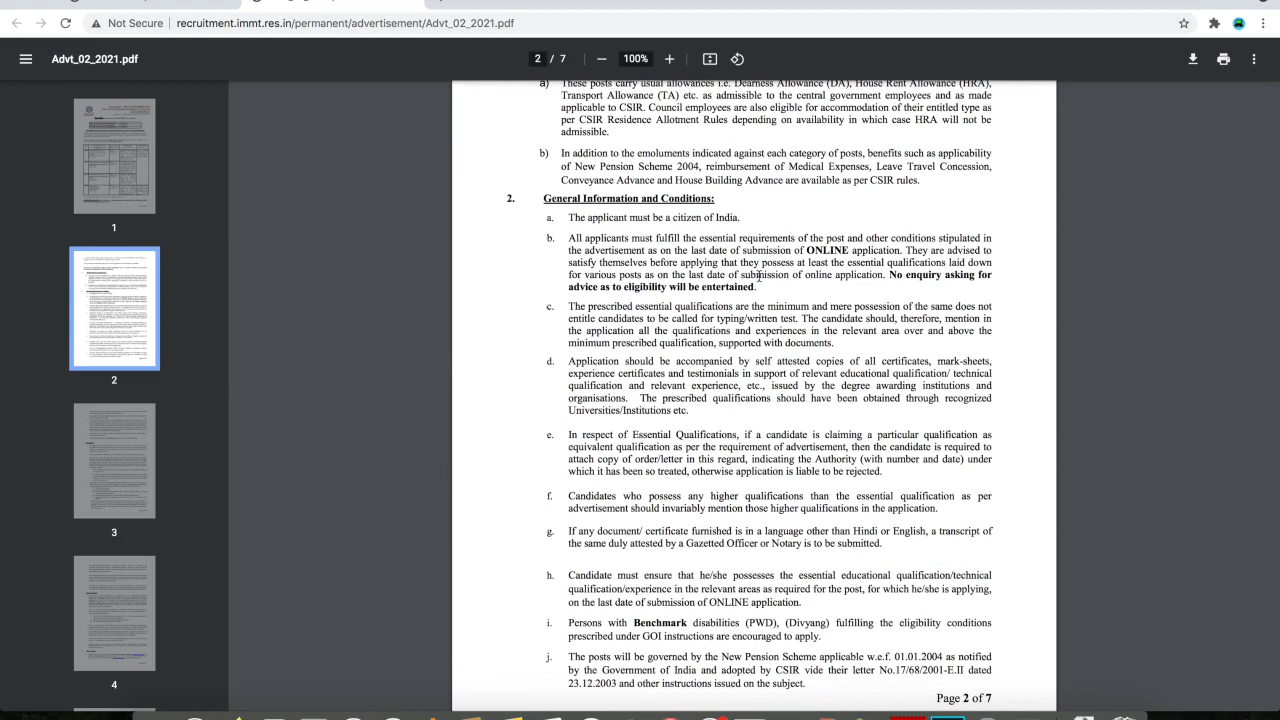 Not Secure recruitment.immt.res.in/permanent/advertisement/Advt_02_2021.pdf
Advt_02_2021.pdf
2 / 7
100%
1
2
3
4
a) These posts carry usual allowances i.e. Dearness Allowance (DA), House Rent Allowance (HRA),
Transport Allowance (TA) etc. as admissible to the central government employees and as made
applicable to CSIR. Council employees are also eligible for accommodation of their entitled type as
per CSIR Residence Allotment Rules depending on availability in which case HRA will not be
admissible.
b) In addition to the emoluments indicated against each category of posts, benefits such as applicability
of New Pension Scheme 2004, reimbursement of Medical Expenses, Leave Travel Concession,
Conveyance Advance and House Building Advance are available as per CSIR rules.
2. General Information and Conditions:
a. The applicant must be a citizen of India.
b. All applicants must fulfill the essential requirements of the post and other conditions stipulated in
the advertisement as on the last date of submission of ONLINE application. They are advised to
satisfy themselves before applying that they possess at least the essential qualifications laid down
for various posts as on the last date of submission of online application. No enquiry asking for
advice as to eligibility will be entertained.
c. The prescribed essential qualifications are the minimum and mere possession of the same does not
entitle candidates to be called for typing/written test. The candidate should, therefore, mention in
the application all the qualifications and experiences in the relevant area over and above the
minimum prescribed qualification, supported with documents.
d. Application should be accompanied by self attested copies of all certificates, mark-sheets,
experience certificates and testimonials in support of relevant educational qualification/ technical
qualification and relevant experience, etc., issued by the degree awarding institutions and
organisations. The prescribed qualifications should have been obtained through recognized
Universities/Institutions etc.
e. In respect of Essential Qualifications, if a candidate is claiming a particular qualification as
equivalent qualification as per the requirement of advertisement, then the candidate is required to
attach copy of order/letter in this regard, indicating the Authority (with number and date) under
which it has been so treated, otherwise application is liable to be rejected.
f. Candidates who possess any higher qualifications than the essential qualification as per
advertisement should invariably mention those higher qualifications in the application.
g. If any document/ certificate furnished is in a language other than Hindi or English, a transcript of
the same duly attested by a Gazetted Officer or Notary is to be submitted.
h. Candidate must ensure that he/she possesses the essential educational qualification/technical
qualification/experience in the relevant areas as required for the post, for which he/she is applying,
on the last date of submission of ONLINE application.
i. Persons with Benchmark disabilities (PWD), (Divyang) fulfilling the eligibility conditions
prescribed under GOI instructions are encouraged to apply.
j. The posts will be governed by the New Pension Scheme applicable w.e.f. 01.01.2004 as notified
by the Government of India and adopted by CSIR vide their letter No.17/68/2001-E.II dated
23.12.2003 and other instructions issued on the subject.
Page 2 of 7